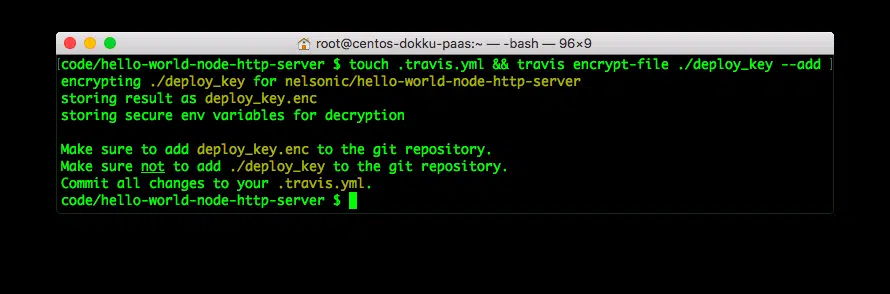 root@centos-dokku-paas:~ — -bash — 96×9
[code/hello-world-node-http-server $ touch .travis.yml && travis encrypt-file ./deploy_key --add ]
encrypting ./deploy_key for nelsonic/hello-world-node-http-server
storing result as deploy_key.enc
storing secure env variables for decryption
Make sure to add deploy_key.enc to the git repository.
Make sure not to add ./deploy_key to the git repository.
Commit all changes to your .travis.yml.
code/hello-world-node-http-server $